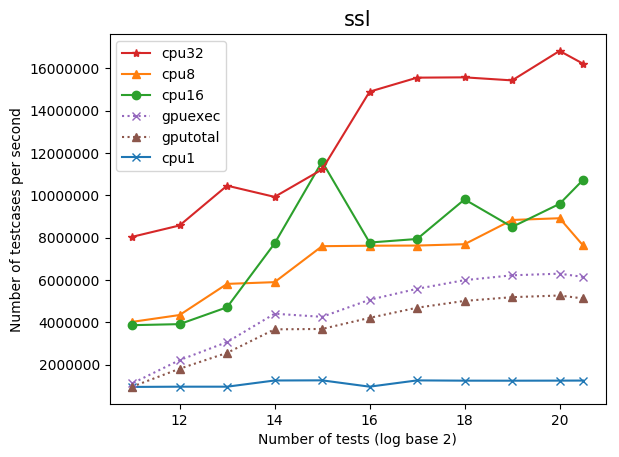 ssl
cpu32
cpu8
cpu16
gpuexec
gputotal
cpu1
Number of testcases per second
16000000
14000000
12000000
10000000
8000000
6000000
4000000
2000000
12 14 16 18 20
Number of tests (log base 2)